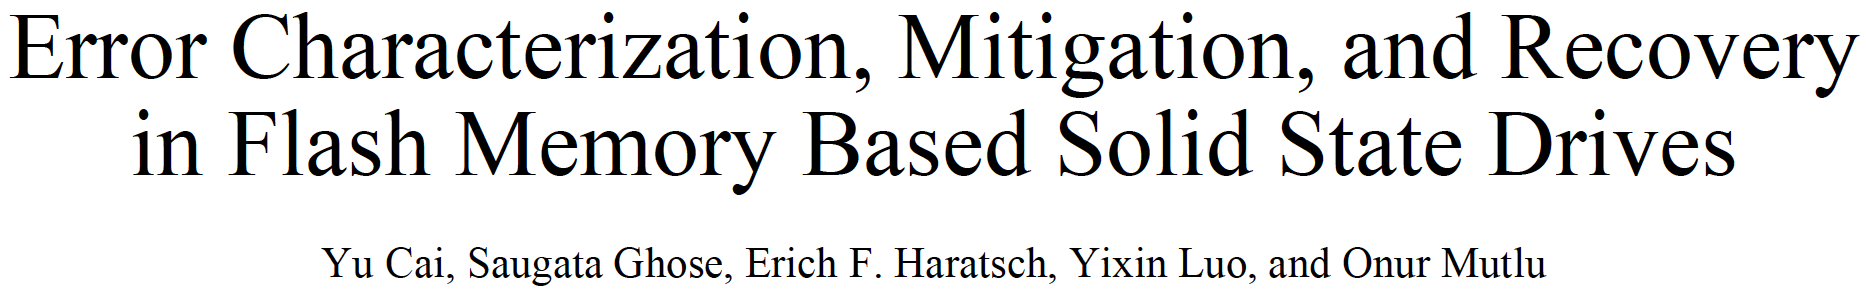 Error Characterization, Mitigation, and Recovery
in Flash Memory Based Solid State Drives
Yu Cai, Saugata Ghose, Erich F. Haratsch, Yixin Luo, and Onur Mutlu